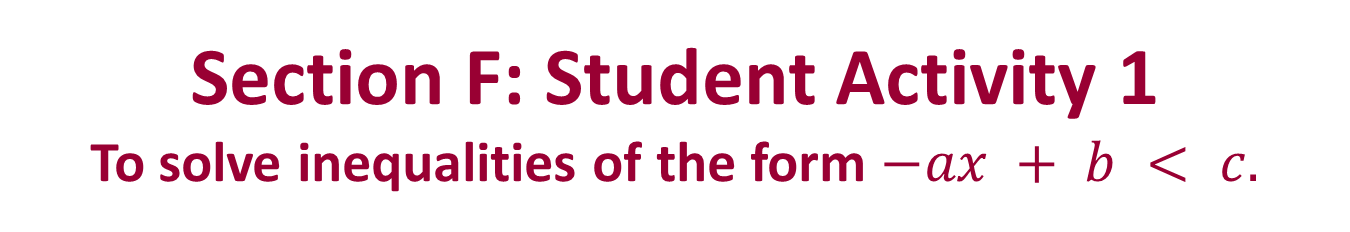 Section F: Student Activity 1
To solve inequalities of the form −𝑎𝑥 + 𝑏 < 𝑐.